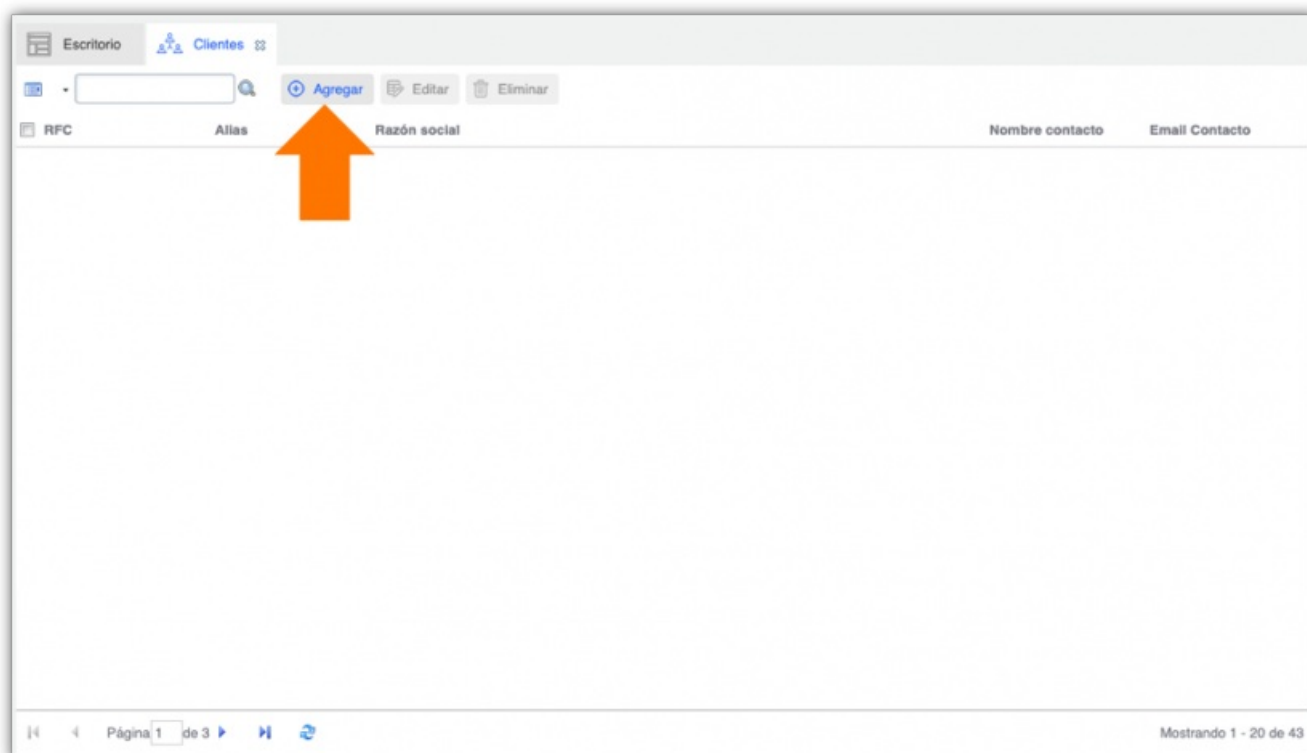 Escritorio Clientes
Agregar Editar Eliminar
RFC Alias Razón social Nombre contacto Email Contacto
Página 1 de 3 Mostrando 1 - 20 de 43